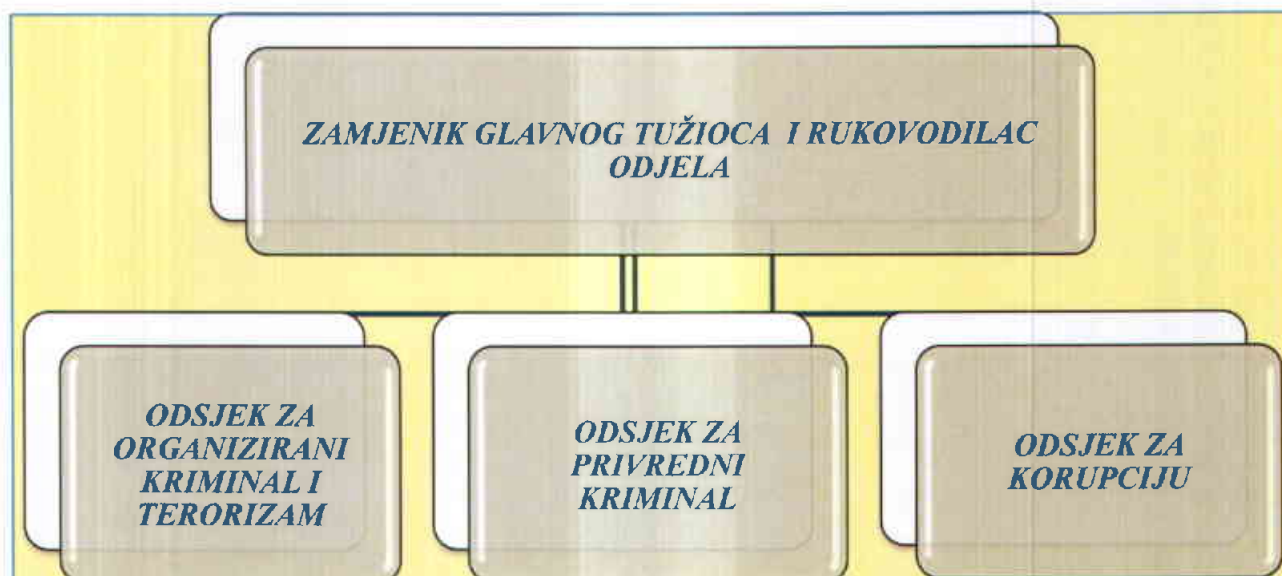 ZAMJENIK GLAVNOG TUŽIOCA I RUKOVODILAC
ODJELA
ODSJEK ZA
ORGANIZIRANI
KRIMINAL I
TERORIZAM
ODSJEK ZA
PRIVREDNI
KRIMINAL
ODSJEK ZA
KORUPCIJU